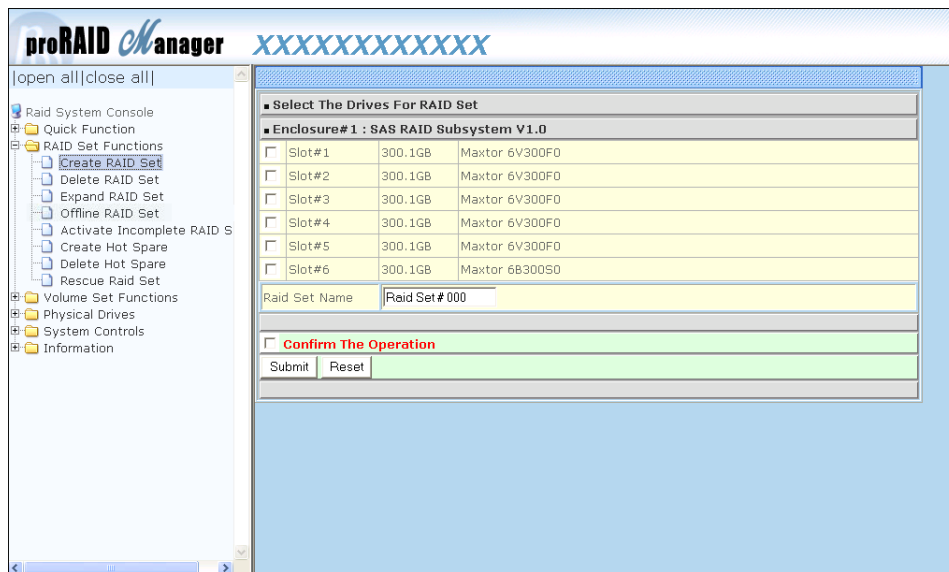 proRAID Manager XXXXXXXXXXXX
|open all|close all|
Raid System Console
Quick Function
RAID Set Functions
Create RAID Set
Delete RAID Set
Expand RAID Set
Offline RAID Set
Activate Incomplete RAID S
Create Hot Spare
Delete Hot Spare
Rescue Raid Set
Volume Set Functions
Physical Drives
System Controls
Information
Select The Drives For RAID Set
Enclosure#1 : SAS RAID Subsystem V1.0
Slot#1 300.1GB Maxtor 6V300F0
Slot#2 300.1GB Maxtor 6V300F0
Slot#3 300.1GB Maxtor 6V300F0
Slot#4 300.1GB Maxtor 6V300F0
Slot#5 300.1GB Maxtor 6V300F0
Slot#6 300.1GB Maxtor 6B300S0
Raid Set Name Raid Set # 000
Confirm The Operation
Submit Reset